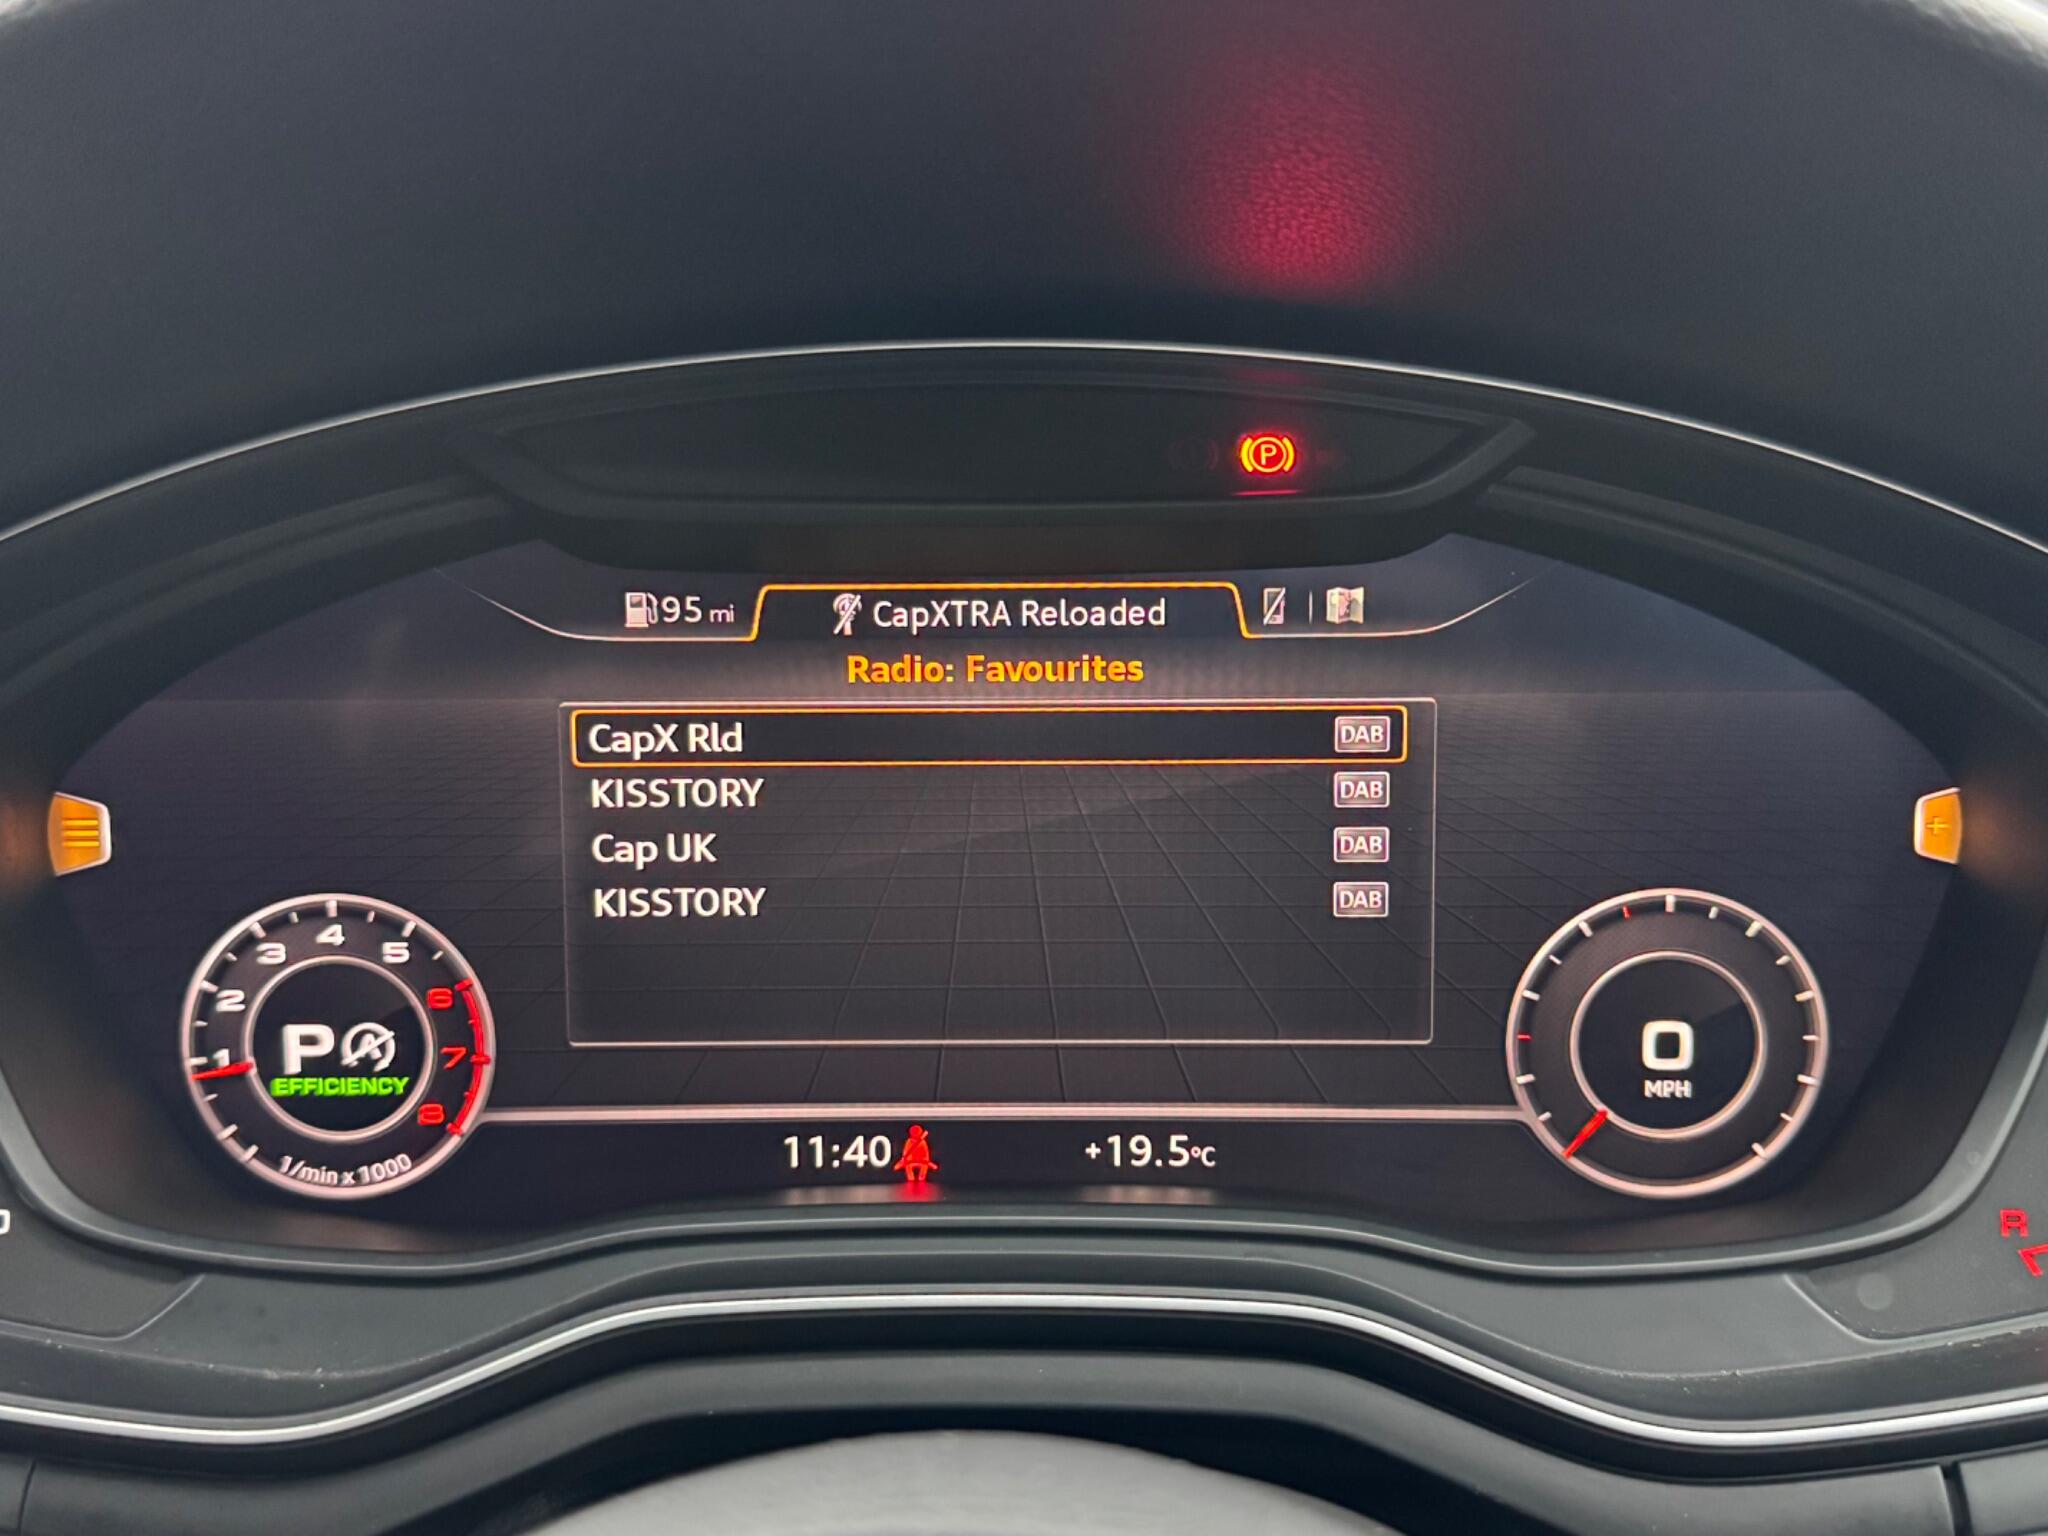 P
95 mi
CapXTRA Reloaded
Radio: Favourites
CapX Rld DAB
KISSTORY DAB
Cap UK DAB
KISSTORY DAB
1 2 3 4 5 6 7 8
P A
EFFICIENCY
1/min x 1000
0
MPH
11:40
+19.5°C
R